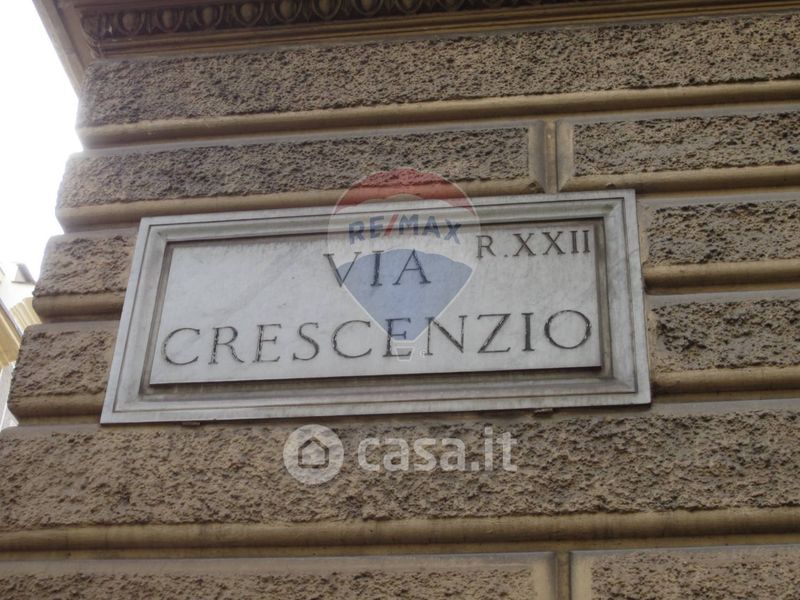 R. XXII
VIA
CRESCENZIO
RE/MAX
casa.it